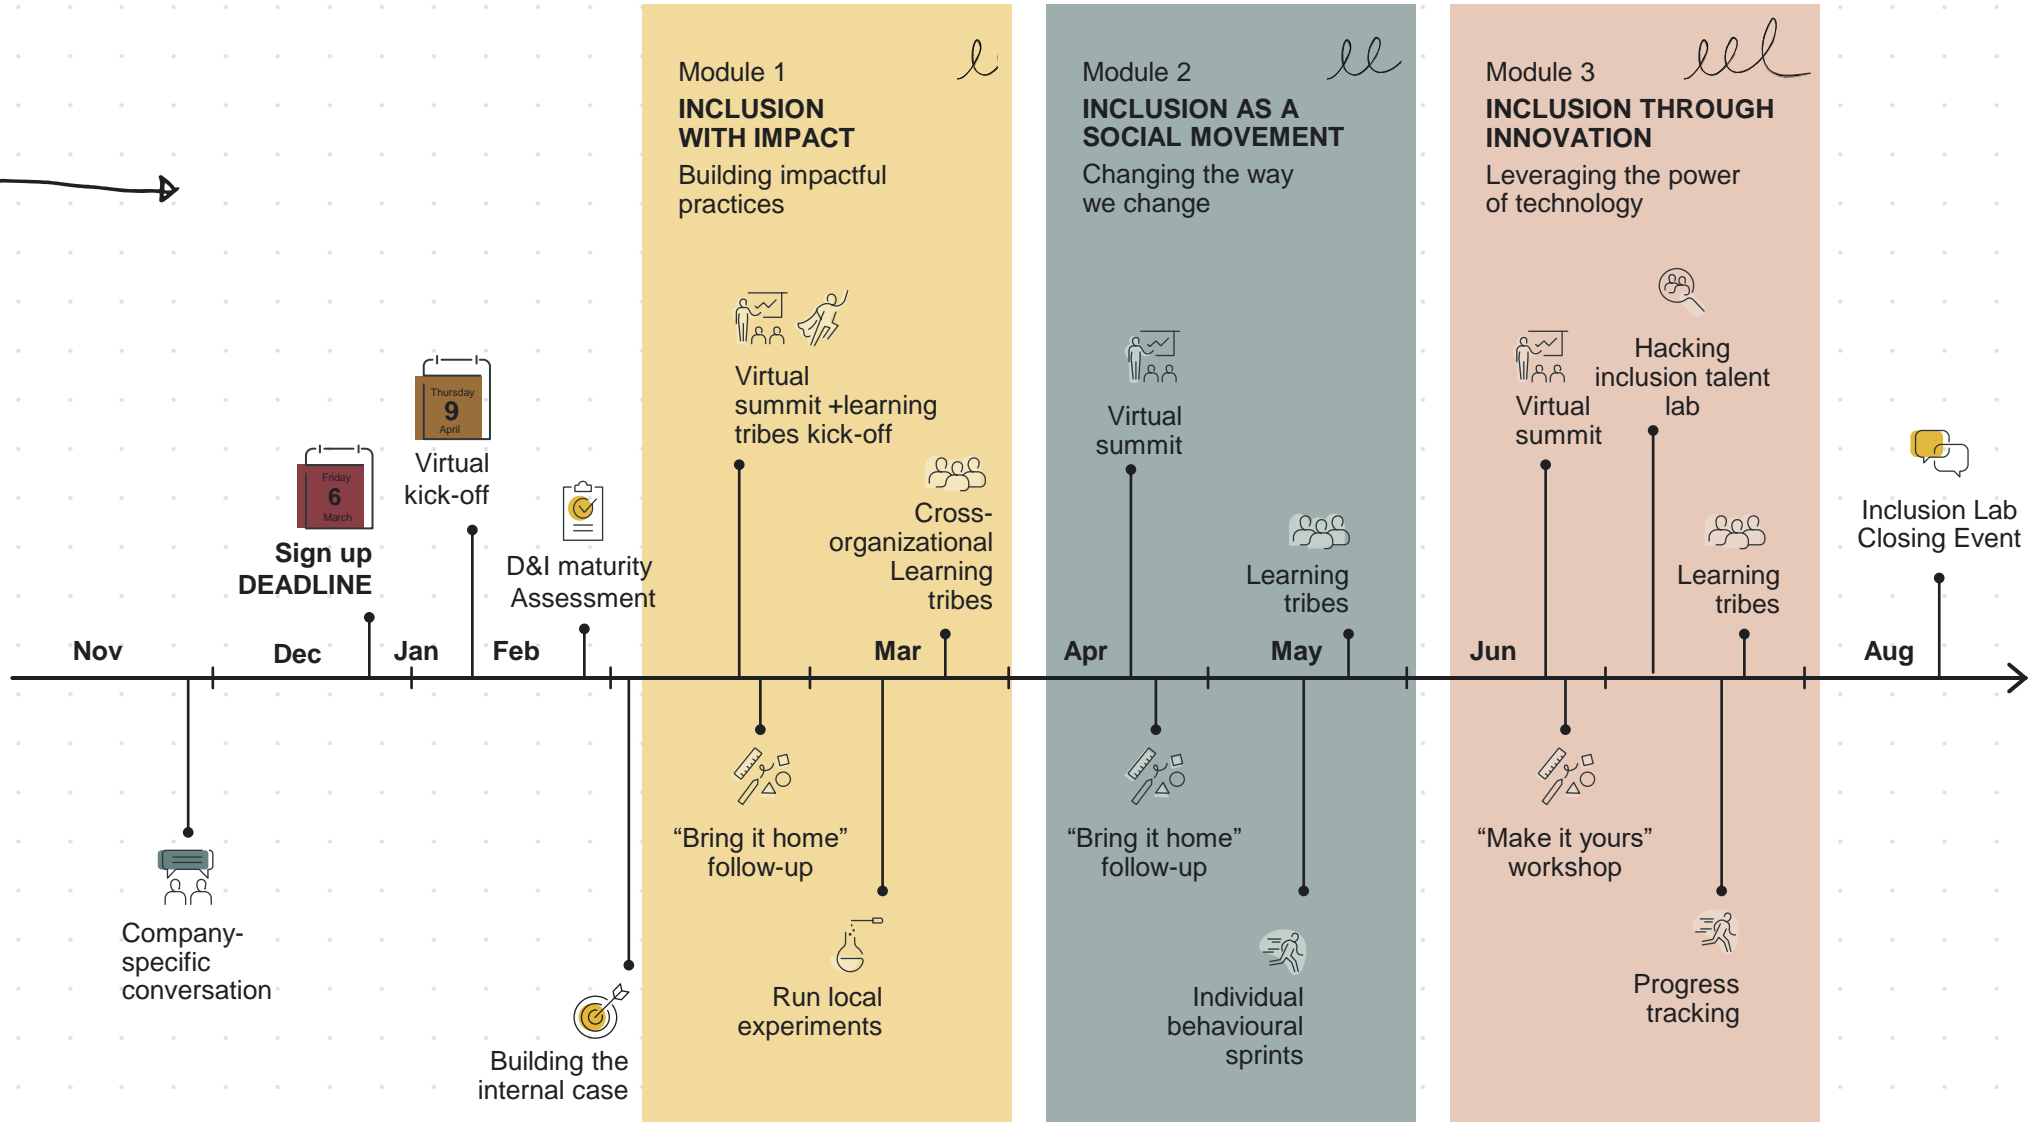 Module 1
INCLUSION
WITH IMPACT
Building impactful
practices
Module 2
INCLUSION AS A
SOCIAL MOVEMENT
Changing the way
we change
Module 3
INCLUSION THROUGH
INNOVATION
Leveraging the power
of technology
Thursday
9
April
Virtual
kick-off
Friday
6
March
Sign up
DEADLINE
D&I maturity
Assessment
Virtual
summit +learning
tribes kick-off
Cross-
organizational
Learning
tribes
Virtual
summit
Learning
tribes
Virtual
summit
Hacking
inclusion talent
lab
Learning
tribes
Inclusion Lab
Closing Event
Nov
Dec
Jan
Feb
Mar
Apr
May
Jun
Aug
Company-
specific
conversation
Building the
internal case
“Bring it home”
follow-up
Run local
experiments
“Bring it home”
follow-up
Individual
behavioural
sprints
“Make it yours”
workshop
Progress
tracking